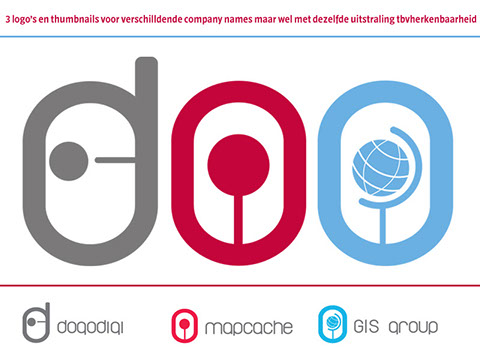 3 logo's en thumbnails voor verschilldende company names maar wel met dezelfde uitstraling tbvherkenbaarheid
doqodiqi
mapcache
GIS group